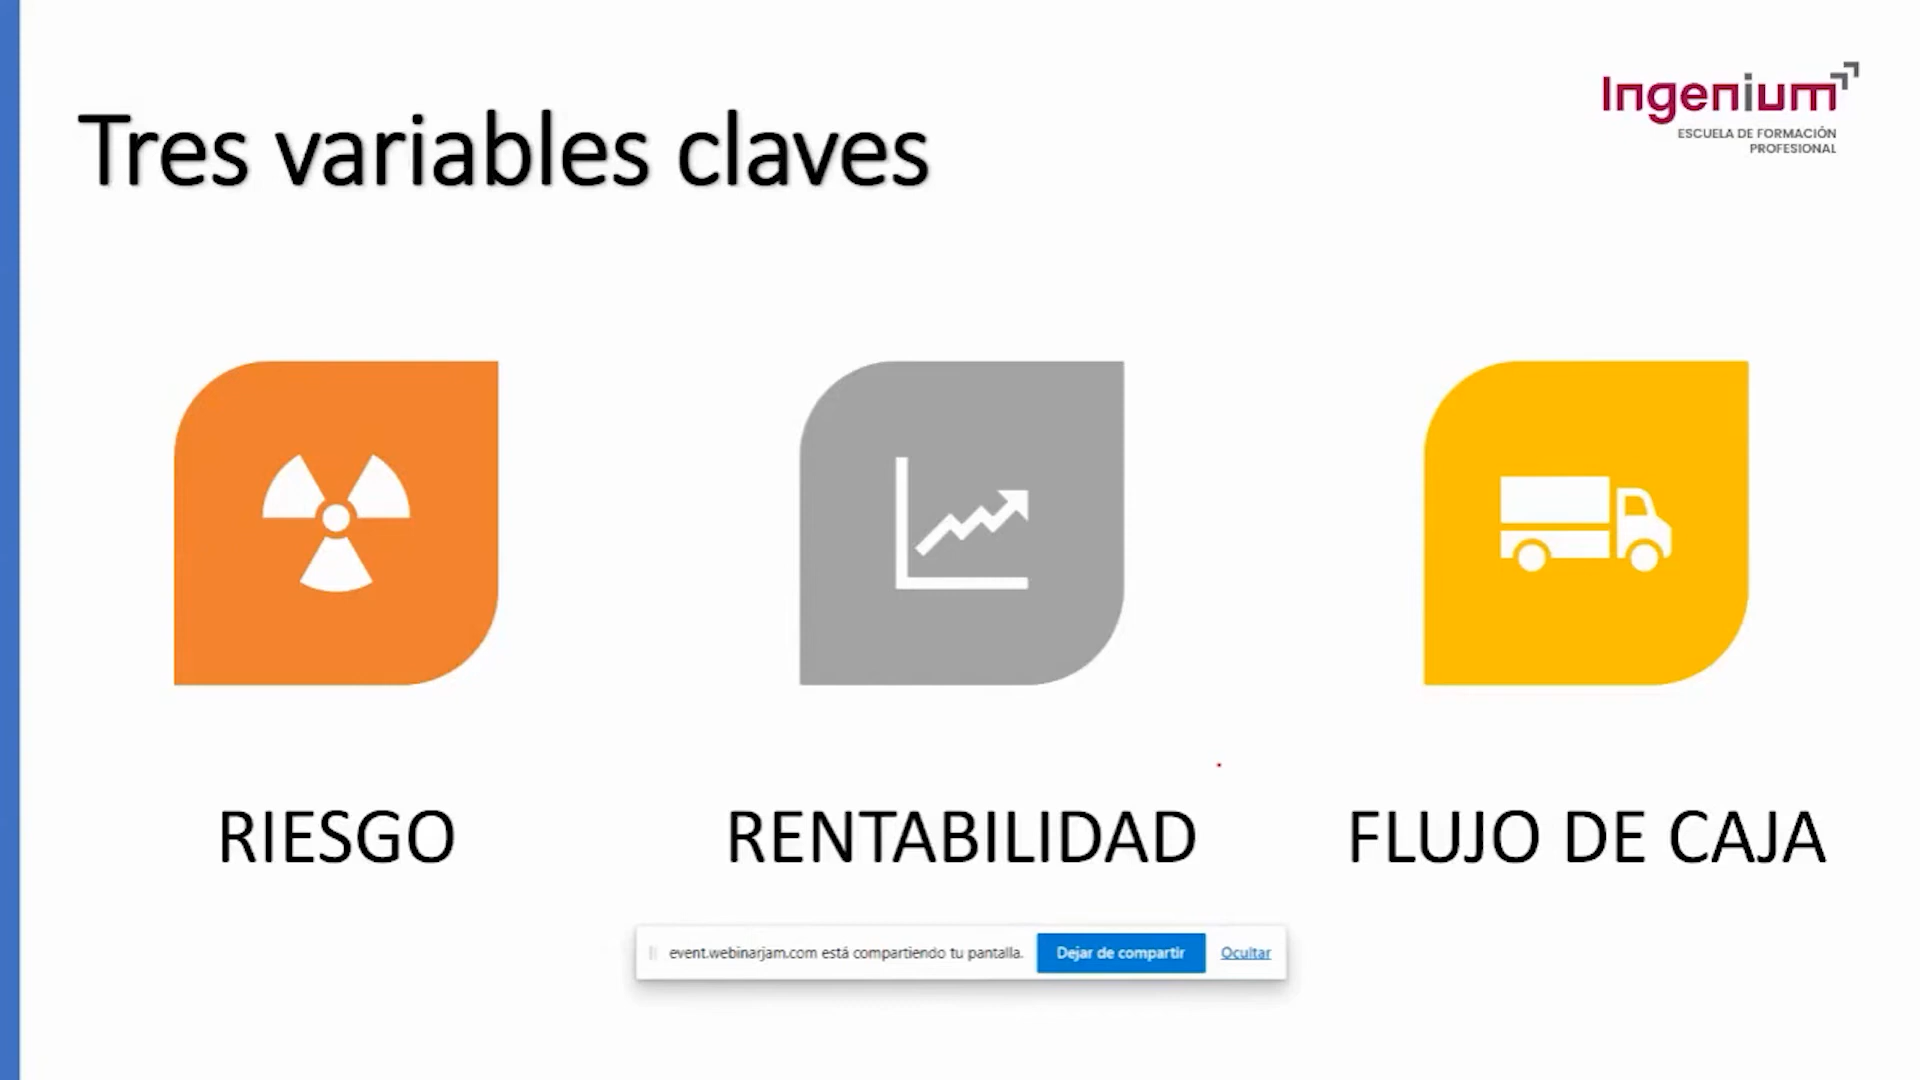 Ingenium
ESCUELA DE FORMACIÓN
PROFESIONAL
Tres variables claves
RIESGO
RENTABILIDAD
FLUJO DE CAJA
event.webinarjam.com está compartiendo tu pantalla. Dejar de compartir Ocultar